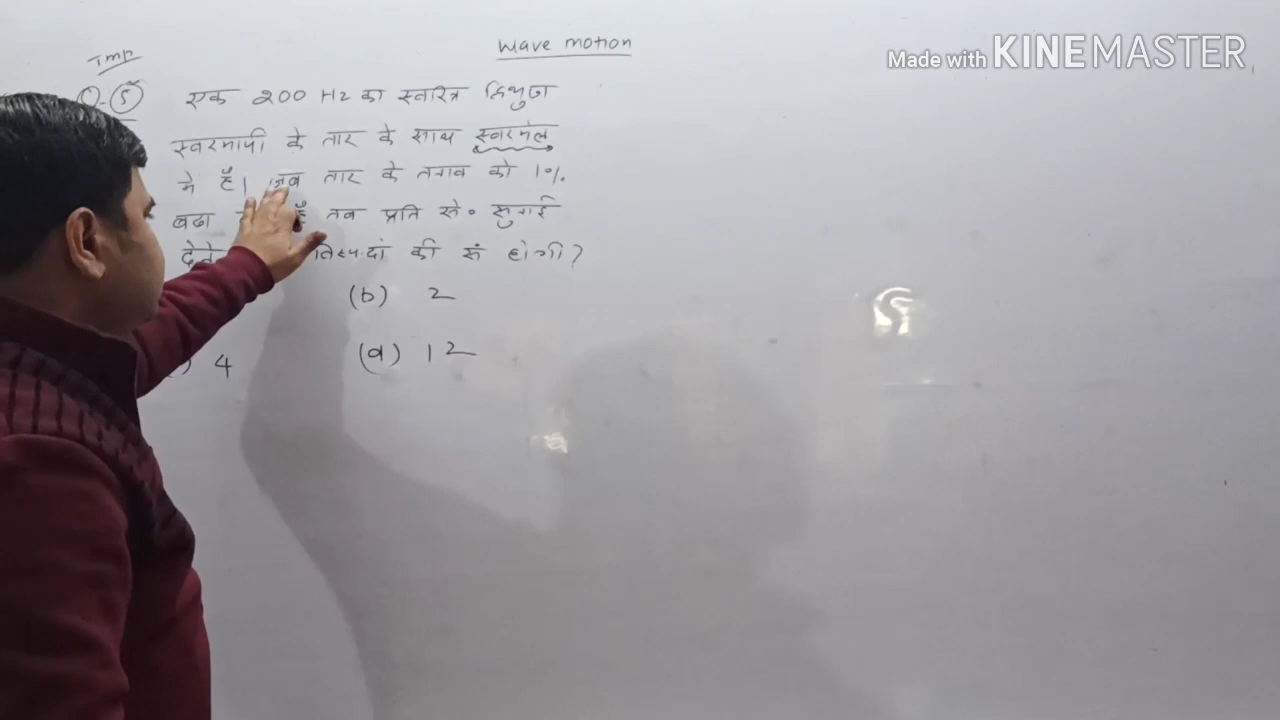 Wave motion
Made with KINEMASTER
Imp
Q-5 एक 200 Hz का स्वरित्र द्विभुजा
स्वरमापी के तार के साथ स्वरमेल
मे हैं। जब तार के तनाव को 1%
बढा हैं तब प्रति से० सुनाई
देने की सं होगी?
(b) 2
4 (d) 12